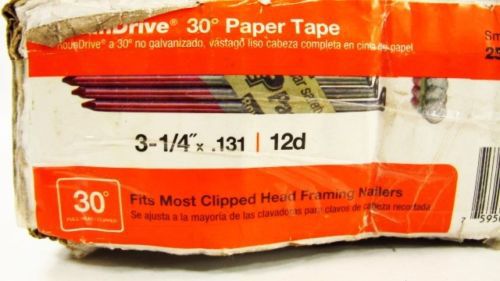 Drive® 30° Paper Tape
a 30° no galvanizado, vástago liso cabeza completa en cinta de papel
3-1/4" x .131 | 12d
30°
Fits Most Clipped Head Framing Nailers
Se ajusta a la mayoría de las clavadoras para clavos de cabeza recortada